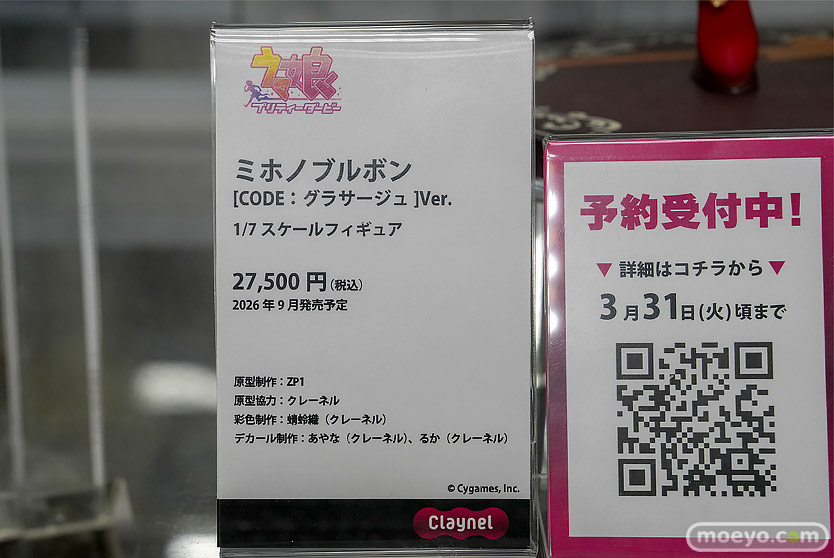 ウマ娘
プリティーダービー
ミホノブルボン
[CODE：グラサージュ]Ver.
1/7 スケールフィギュア
27,500 円(税込)
2026 年 9 月発売予定
原型制作：ZP1
原型協力：クレーネル
彩色制作：蜻蛉織（クレーネル）
デカール制作：あやな（クレーネル）、るか（クレーネル）
© Cygames, Inc.
Claynel
予約受付中!
▼ 詳細はコチラから ▼
3月31日(火)頃まで
moeyo.com